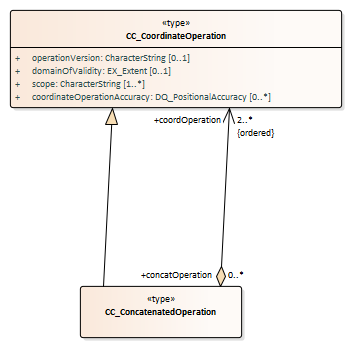 «type»
CC_CoordinateOperation
+ operationVersion: CharacterString [0..1]
+ domainOfValidity: EX_Extent [0..1]
+ scope: CharacterString [1..*]
+ coordinateOperationAccuracy: DQ_PositionalAccuracy [0..*]
+coordOperation 2..*
{ordered}
+concatOperation 0..*
«type»
CC_ConcatenatedOperation